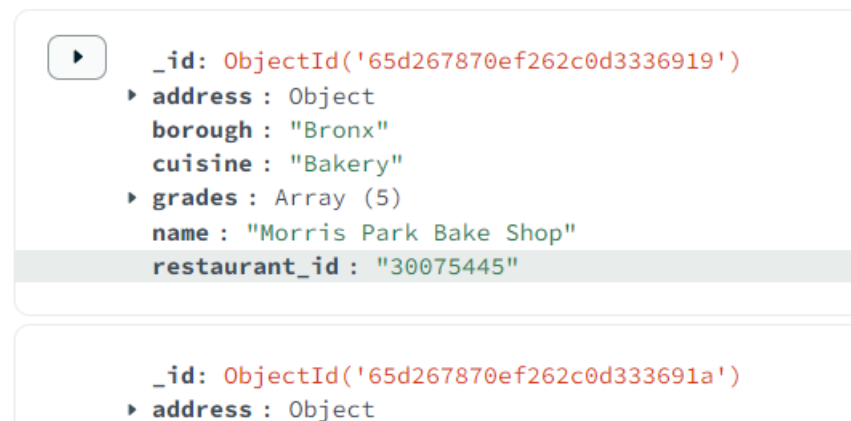 _id: ObjectId('65d267870ef262c0d3336919')
address : Object
borough : "Bronx"
cuisine : "Bakery"
grades : Array (5)
name : "Morris Park Bake Shop"
restaurant_id : "30075445"
_id: ObjectId('65d267870ef262c0d333691a')
address : Object